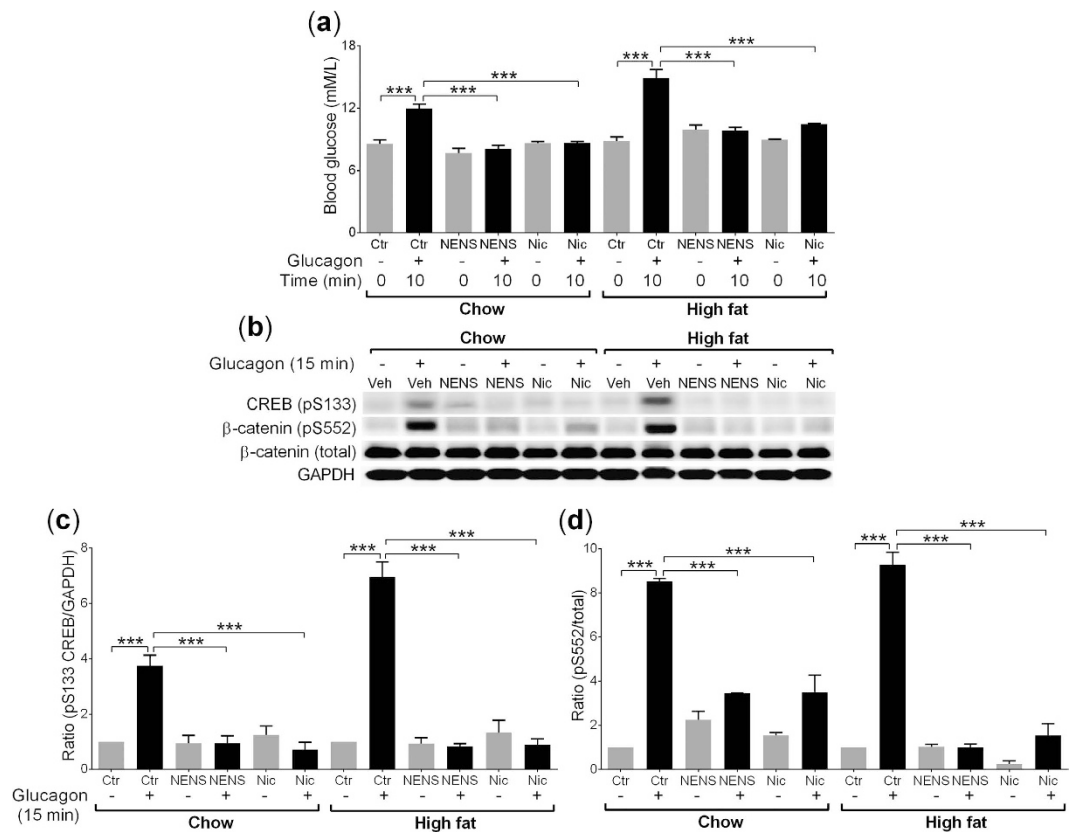 (a)
Blood glucose (mM/L)
18
12
6
0
*** *** *** *** *** ***
Ctr Ctr NENS NENS Nic Nic Ctr Ctr NENS NENS Nic Nic
Glucagon - + - + - + - + - + - +
Time (min) 0 10 0 10 0 10 0 10 0 10 0 10
Chow High fat
(b)
Chow High fat
Glucagon (15 min) - + - + - + - + - + - +
Veh Veh NENS NENS Nic Nic Veh Veh NENS NENS Nic Nic
CREB (pS133)
β-catenin (pS552)
β-catenin (total)
GAPDH
(c)
Ratio (pS133 CREB/GAPDH)
8
6
4
2
0
*** *** *** *** *** ***
Ctr Ctr NENS NENS Nic Nic Ctr Ctr NENS NENS Nic Nic
Glucagon - + - + - + - + - + - +
(15 min)
Chow High fat
(d)
Ratio (pS552/total)
10
8
6
4
2
0
*** *** *** *** *** ***
Ctr Ctr NENS NENS Nic Nic Ctr Ctr NENS NENS Nic Nic
- + - + - + - + - + - +
Chow High fat